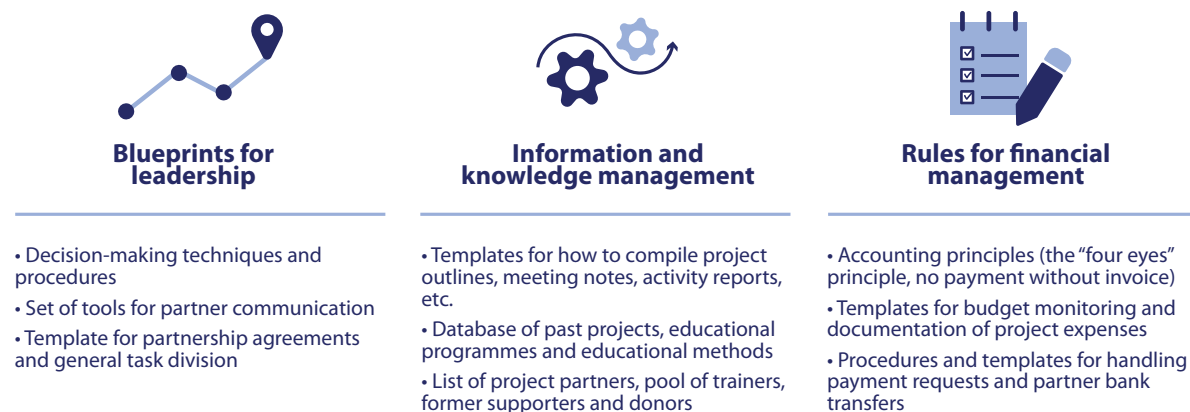 Blueprints for
leadership
• Decision-making techniques and
procedures
• Set of tools for partner communication
• Template for partnership agreements
and general task division
Information and
knowledge management
• Templates for how to compile project
outlines, meeting notes, activity reports,
etc.
• Database of past projects, educational
programmes and educational methods
• List of project partners, pool of trainers,
former supporters and donors
Rules for financial
management
• Accounting principles (the “four eyes”
principle, no payment without invoice)
• Templates for budget monitoring and
documentation of project expenses
• Procedures and templates for handling
payment requests and partner bank
transfers